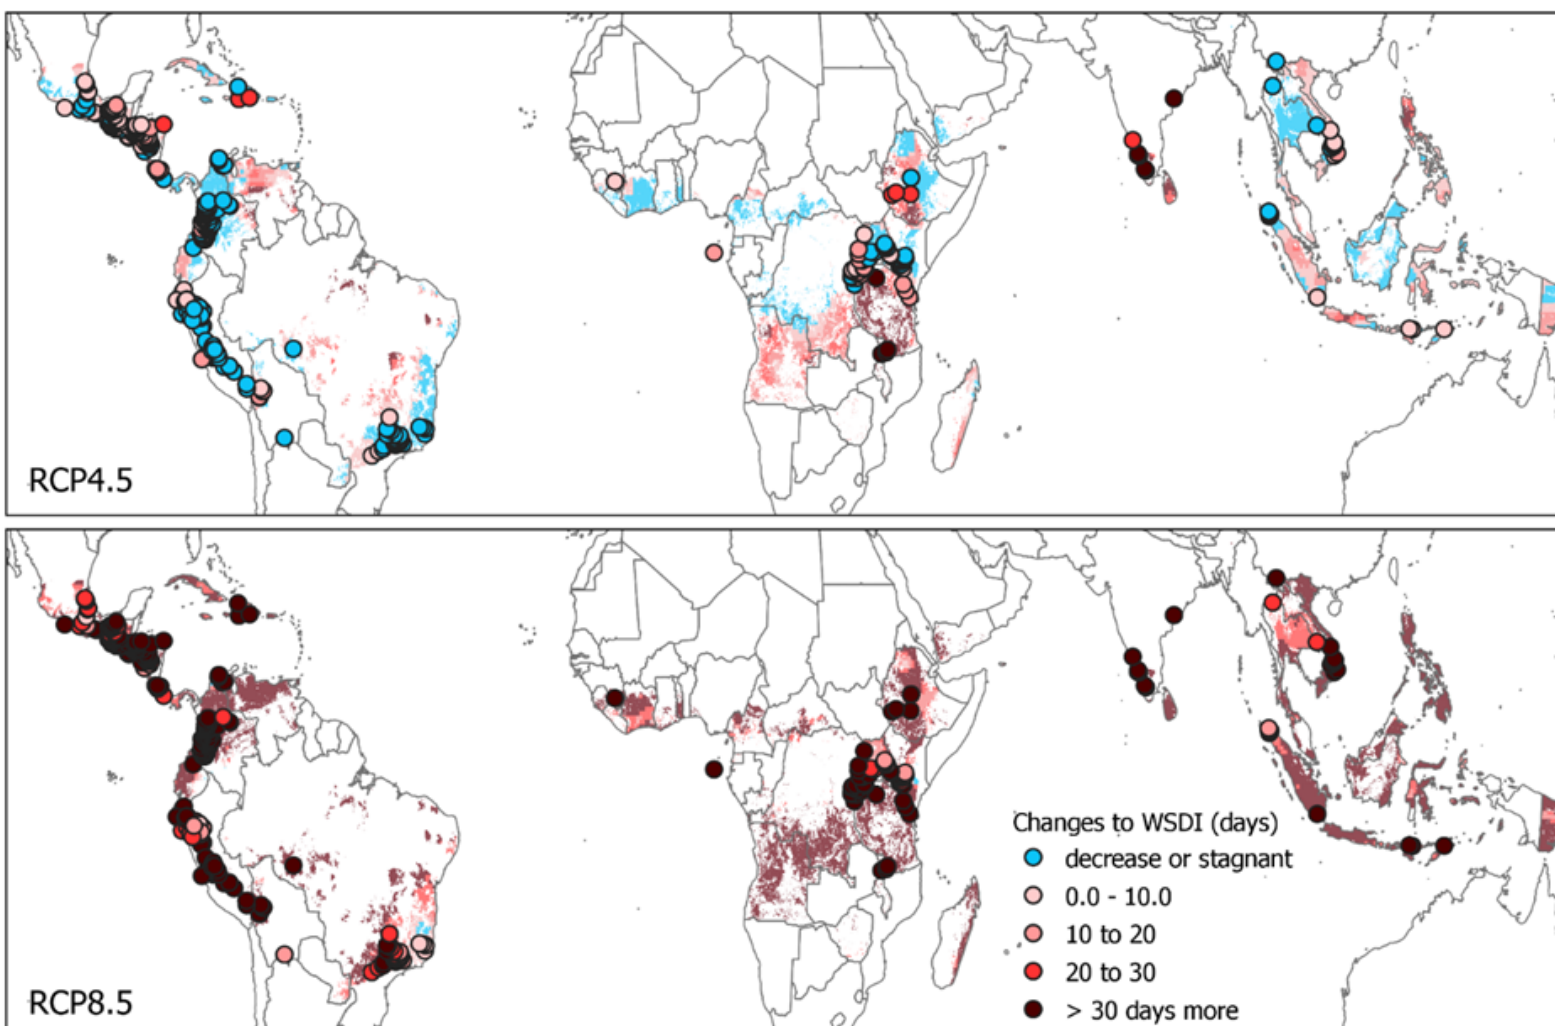 RCP4.5
Changes to WSDI (days)
decrease or stagnant
0.0 - 10.0
10 to 20
20 to 30
> 30 days more
RCP8.5